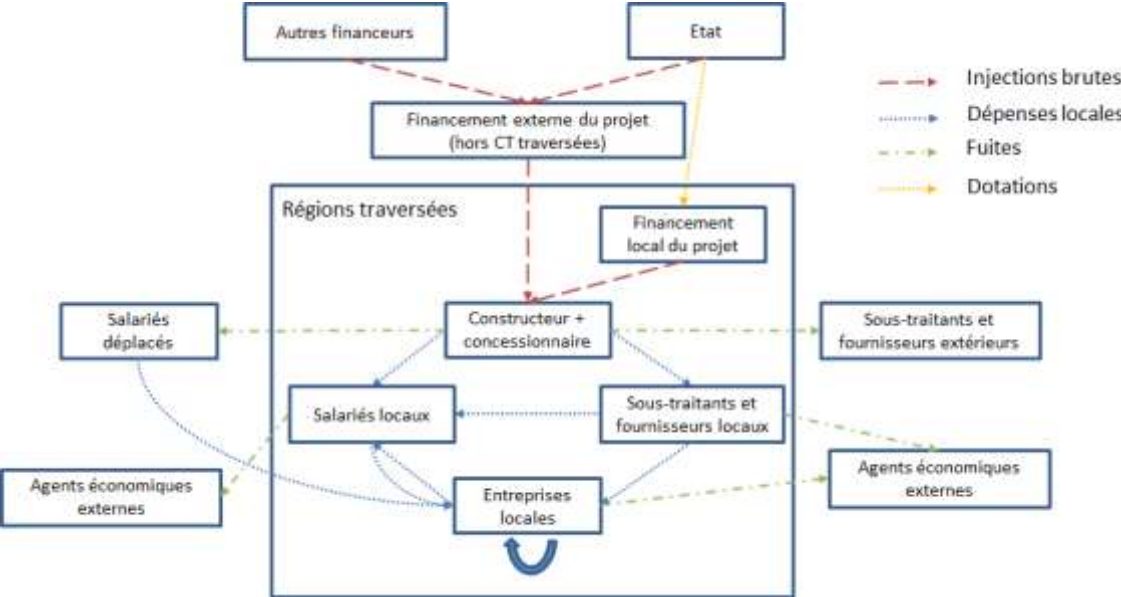 Autres financeurs
Etat
Injections brutes
Dépenses locales
Fuites
Dotations
Financement externe du projet
(hors CT traversées)
Régions traversées
Financement
local du projet
Salariés
déplacés
Constructeur +
concessionnaire
Sous-traitants et
fournisseurs extérieurs
Salariés locaux
Sous-traitants et
fournisseurs locaux
Agents économiques
externes
Entreprises
locales
Agents économiques
externes